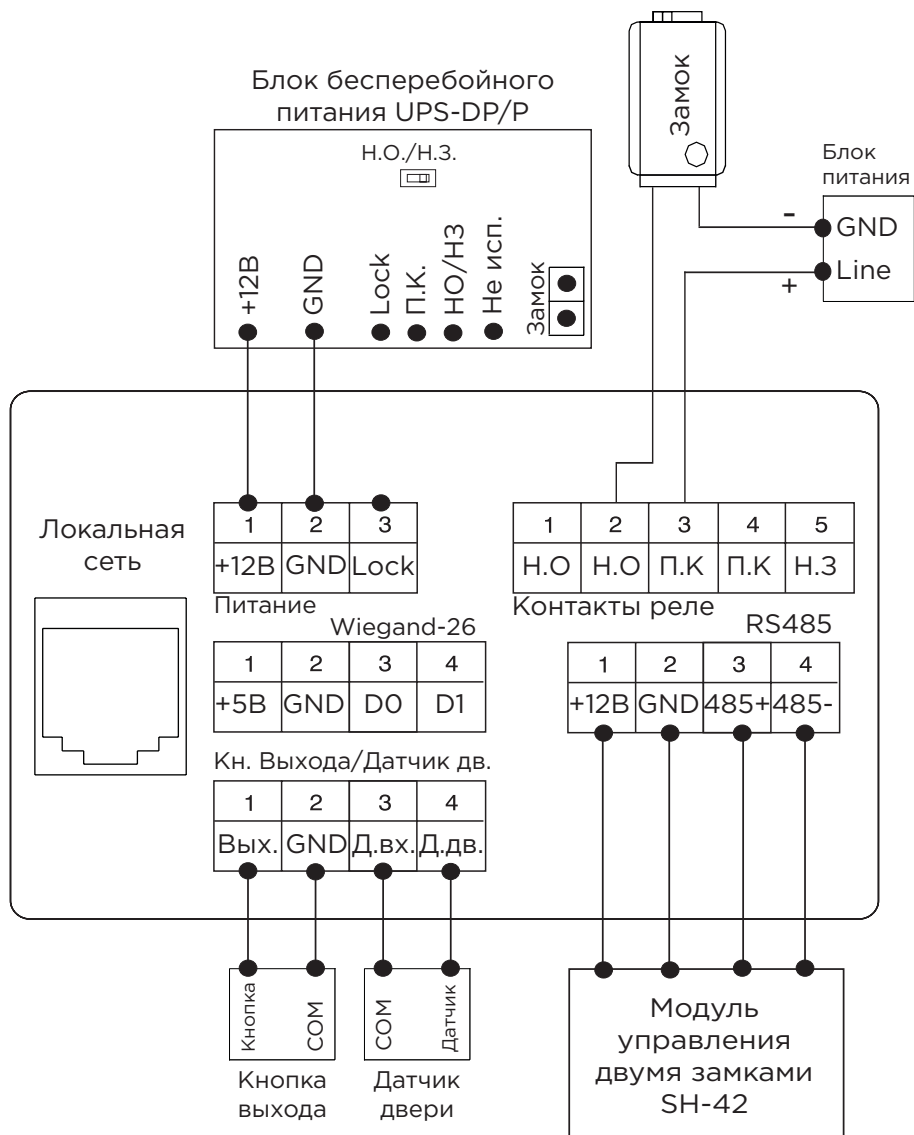 Блок бесперебойного
питания UPS-DP/P
Н.О./Н.З.
+12В
GND
Lock
П.К.
НО/НЗ
Не исп.
Замок
Замок
Блок
питания
-
GND
+
Line
Локальная
сеть
1 2 3
+12В GND Lock
Питание
1 2 3 4 5
Н.О Н.О П.К П.К Н.З
Контакты реле
Wiegand-26
1 2 3 4
+5В GND D0 D1
RS485
1 2 3 4
+12В GND 485+ 485-
Кн. Выхода/Датчик дв.
1 2 3 4
Вых. GND Д.вх. Д.дв.
Кнопка
COM
Кнопка
выхода
COM
Датчик
Датчик
двери
Модуль
управления
двумя замками
SH-42